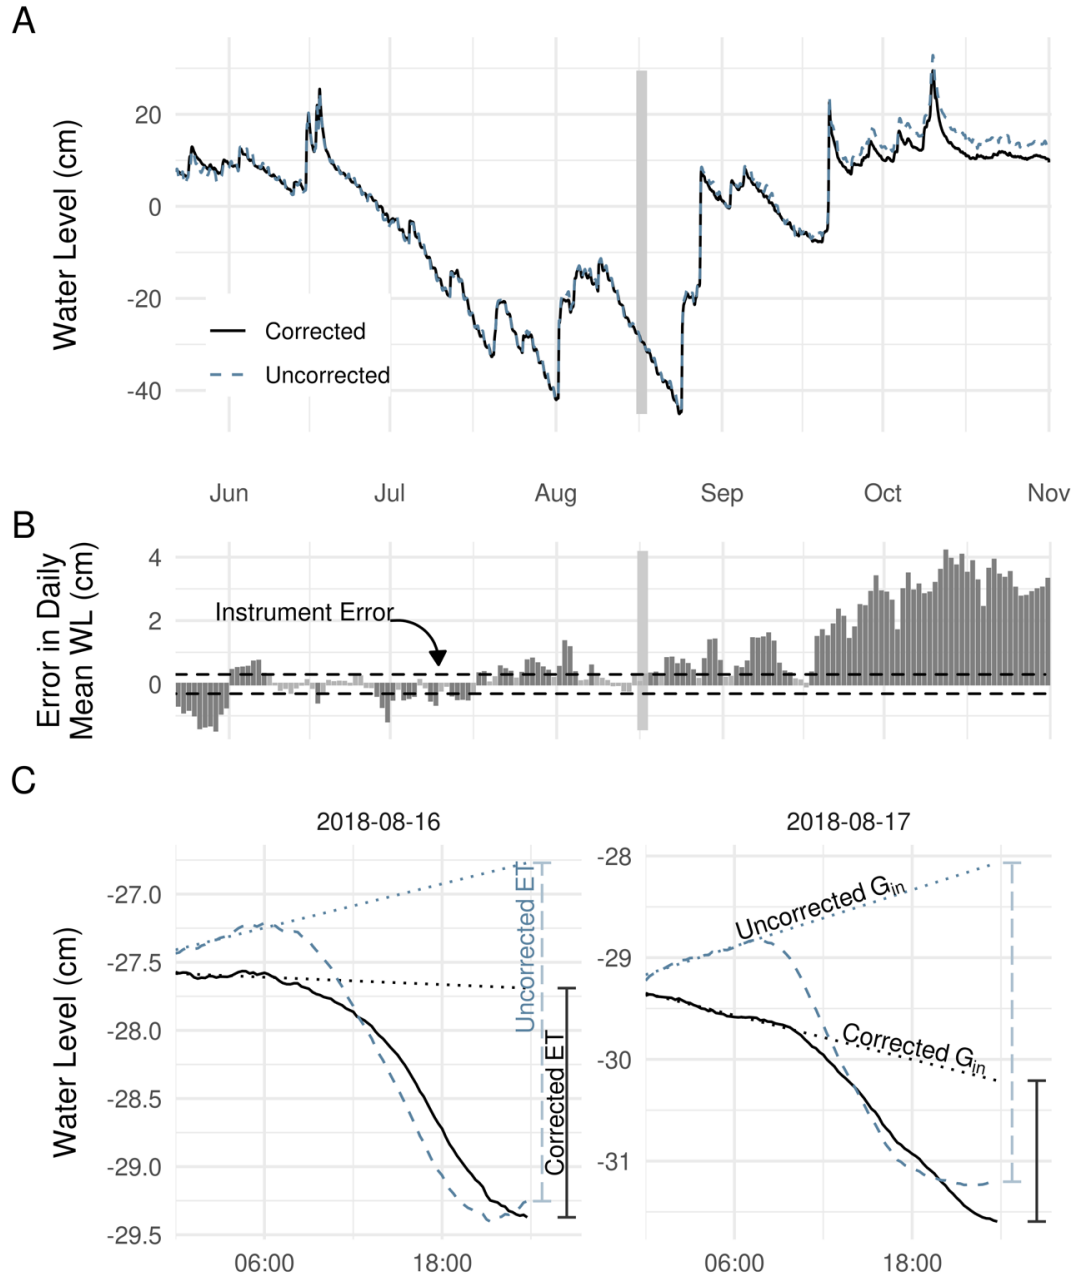 A
Water Level (cm)
20
0
-20
-40
Corrected
Uncorrected
Jun
Jul
Aug
Sep
Oct
Nov
B
Error in Daily
Mean WL (cm)
4
2
0
Instrument Error
C
2018-08-16
2018-08-17
Water Level (cm)
-27.0
-27.5
-28.0
-28.5
-29.0
-29.5
Uncorrected ET
Corrected ET
06:00
18:00
-28
-29
-30
-31
Uncorrected Gin
Corrected Gin
06:00
18:00